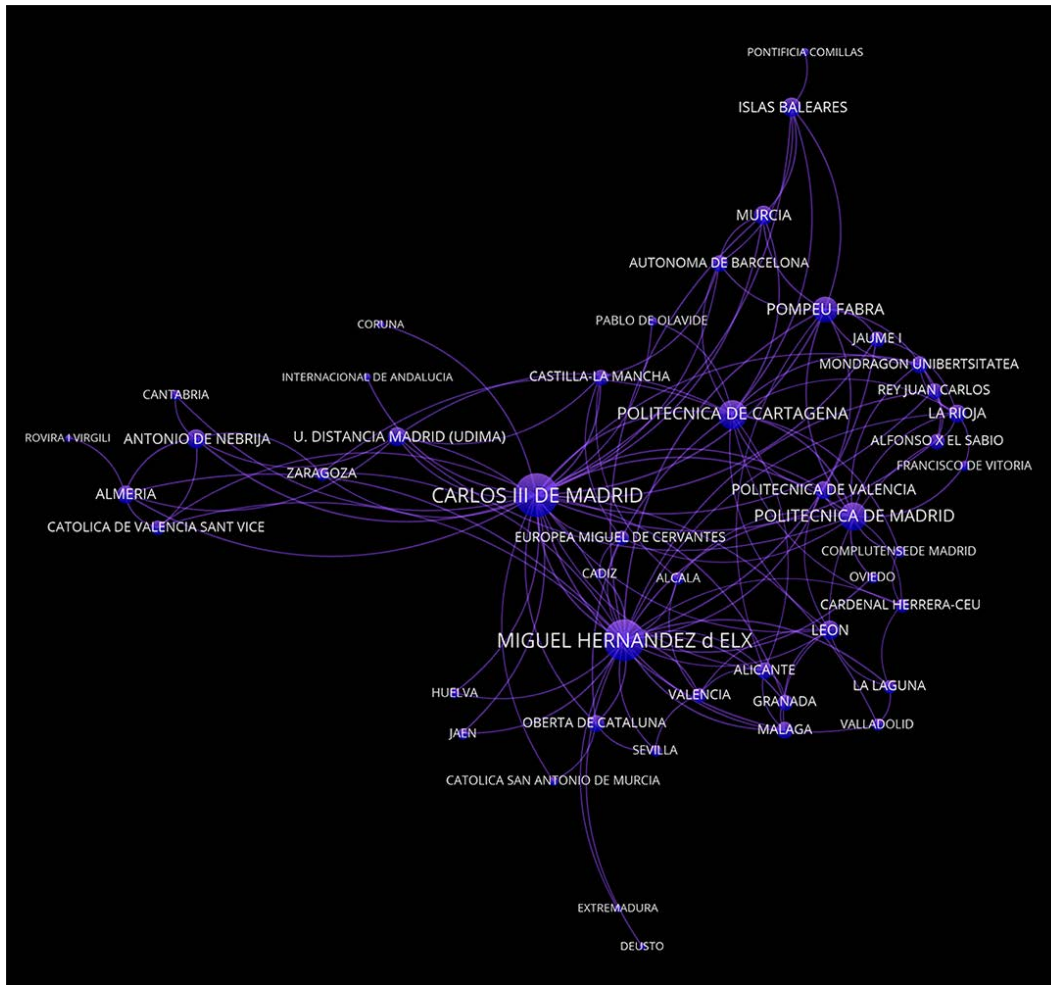 PONTIFICIA COMILLAS
ISLAS BALEARES
MURCIA
AUTONOMA DE BARCELONA
POMPEU FABRA
PABLO DE OLAVIDE
CORUNA
JAUME I
MONDRAGON UNIBERTSITATEA
INTERNACIONAL DE ANDALUCIA
CASTILLA-LA MANCHA
REY JUAN CARLOS
CANTABRIA
POLITECNICA DE CARTAGENA
LA RIOJA
ROVIRA I VIRGILI
ANTONIO DE NEBRIJA
U. DISTANCIA MADRID (UDIMA)
ALFONSO X EL SABIO
FRANCISCO DE VITORIA
ZARAGOZA
ALMERIA
CARLOS III DE MADRID
POLITECNICA DE VALENCIA
POLITECNICA DE MADRID
CATOLICA DE VALENCIA SANT VICE
EUROPEA MIGUEL DE CERVANTES
COMPLUTENSEDE MADRID
CADIZ
ALCALA
OVIEDO
CARDENAL HERRERA-CEU
MIGUEL HERNANDEZ d ELX
LEON
ALICANTE
LA LAGUNA
HUELVA
VALENCIA
GRANADA
OBERTA DE CATALUNA
MALAGA
VALLADOLID
JAEN
SEVILLA
CATOLICA SAN ANTONIO DE MURCIA
EXTREMADURA
DEUSTO